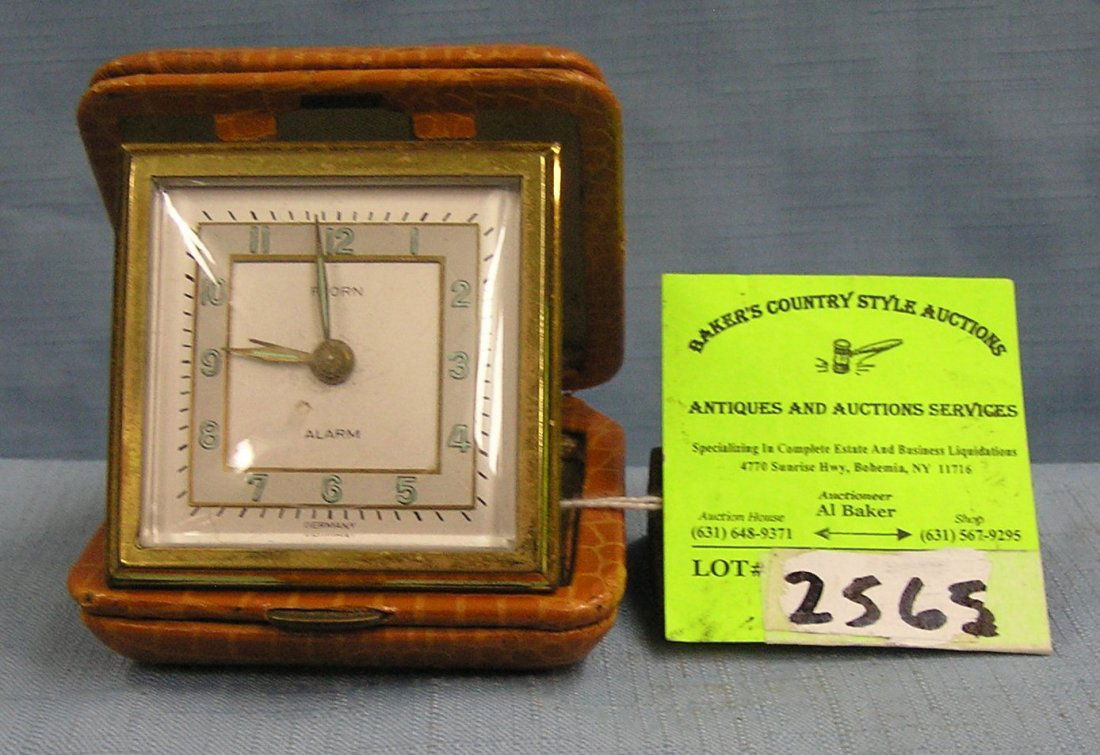 11 12 1
10 2
9 3
8 4
7 6 5
ALARM
GERMANY
BAKER'S COUNTRY STYLE AUCTIONS
ANTIQUES AND AUCTIONS SERVICES
Specializing In Complete Estate And Business Liquidations
4770 Sunrise Hwy, Bohemia, NY 11716
Auctioneer
Al Baker
Auction House Shop
(631) 648-9371 (631) 567-9295
LOT# 2565